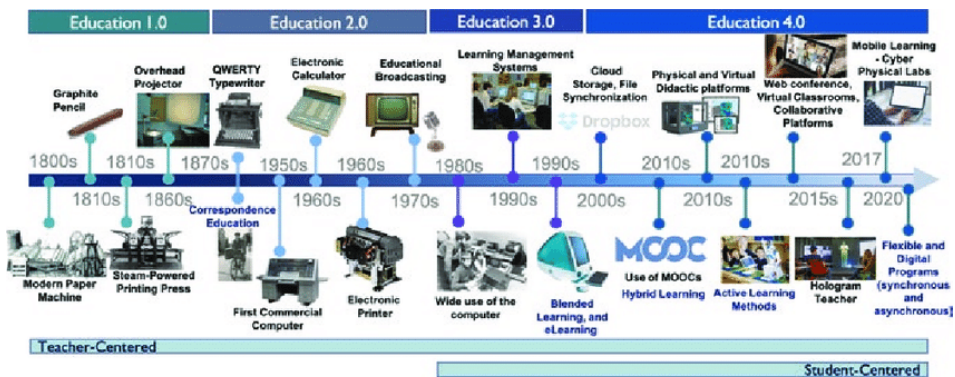 Education 1.0
Education 2.0
Education 3.0
Education 4.0
Graphite
Pencil
Overhead
Projector
QWERTY
Typewriter
Electronic
Calculator
Educational
Broadcasting
Learning Management
Systems
Cloud
Storage, File
Synchronization
Dropbox
Physical and Virtual
Didactic platforms
Web conference,
Virtual Classrooms,
Collaborative
Platforms
Mobile Learning -
Cyber
Physical Labs
1800s
1810s
1870s
1950s
1960s
1980s
1990s
2010s
2010s
2017
1810s
1860s
1960s
1970s
1990s
2000s
2010s
2015s
2020
Modern Paper
Machine
Steam-Powered
Printing Press
Correspondence
Education
First Commercial
Computer
Electronic
Printer
Wide use of the
computer
Blended
Learning, and
eLearning
MOOC
Use of MOOCs
Hybrid Learning
Active Learning
Methods
Hologram
Teacher
Flexible and
Digital
Programs
(synchronous
and
asynchronous)
Teacher-Centered
Student-Centered